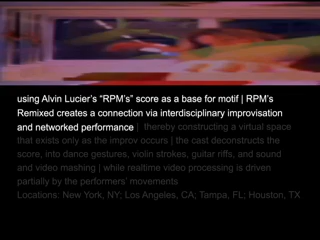 using Alvin Lucier's "RPM's" score as a base for motif | RPM's
Remixed creates a connection via interdisciplinary improvisation
and networked performance | thereby constructing a virtual space
that exists only as the improv occurs | the cast deconstructs the
score, into dance gestures, violin strokes, guitar riffs, and sound
and video mashing | while realtime video processing is driven
partially by the performers' movements
Locations: New York, NY; Los Angeles, CA; Tampa, FL; Houston, TX